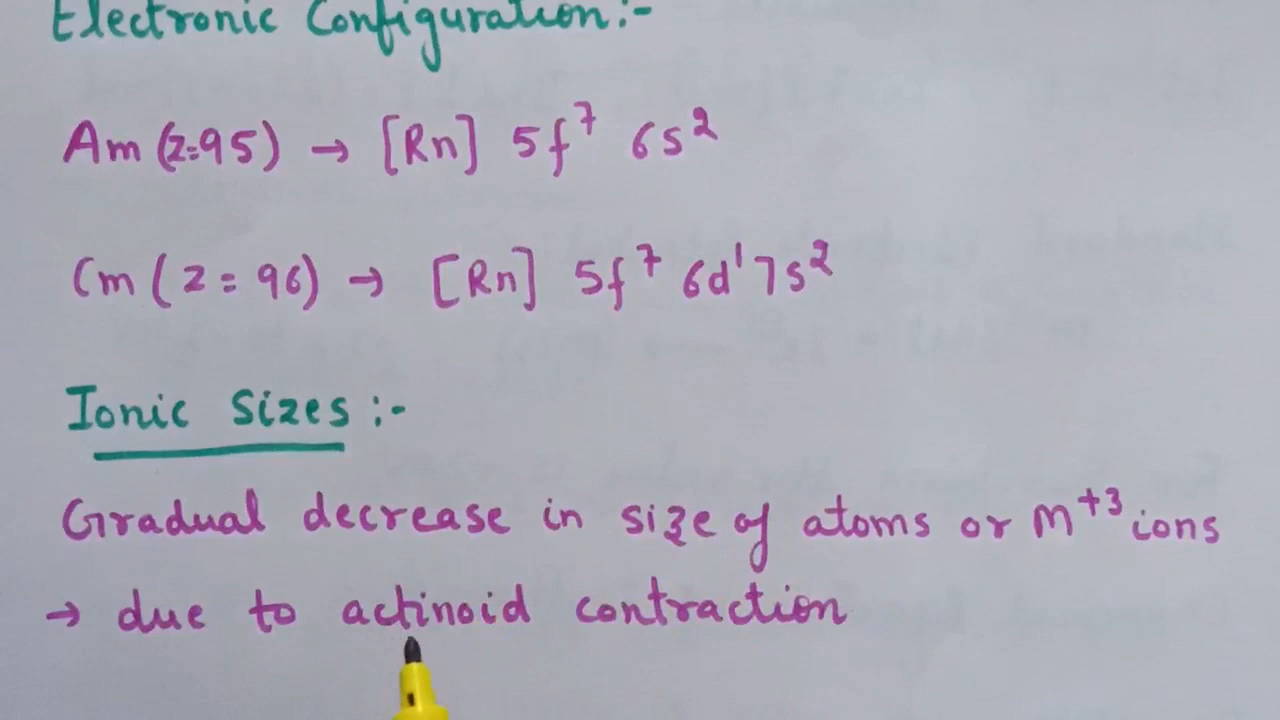 Electronic Configuration:-
Am (z=95) → [Rn] 5f⁷ 6s²
Cm (z = 96) → [Rn] 5f⁷ 6d¹ 7s²
Ionic Sizes :-
Gradual decrease in size of atoms or M⁺³ ions
→ due to actinoid contraction